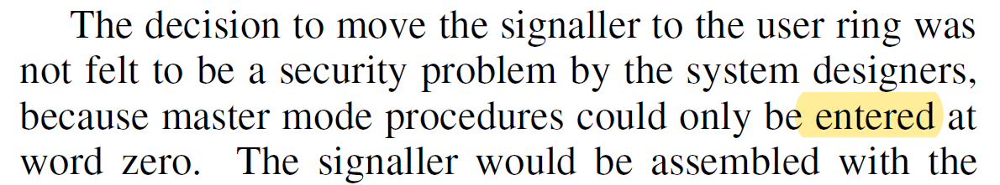 The decision to move the signaller to the user ring was
not felt to be a security problem by the system designers,
because master mode procedures could only be entered at
word zero. The signaller would be assembled with the